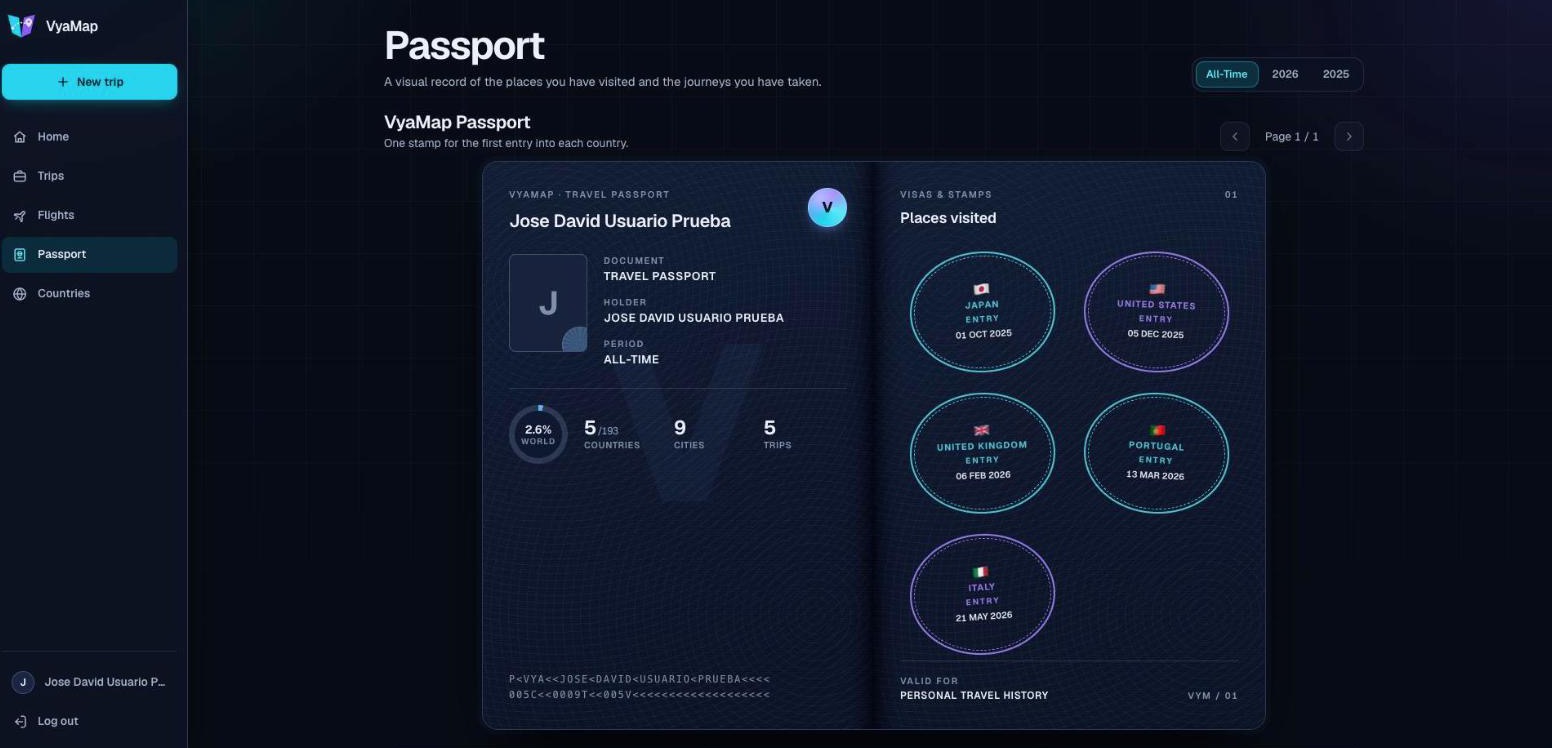 VyaMap
New trip
Home
Trips
Flights
Passport
Countries
J
Jose David Usuario P...
Log out
Passport
A visual record of the places you have visited and the journeys you have taken.
All-Time
2026
2025
VyaMap Passport
One stamp for the first entry into each country.
Page 1 / 1
VYAMAP · TRAVEL PASSPORT
Jose David Usuario Prueba
V
J
DOCUMENT
TRAVEL PASSPORT
HOLDER
JOSE DAVID USUARIO PRUEBA
PERIOD
ALL-TIME
V
2.6%
WORLD
5/193
COUNTRIES
9
CITIES
5
TRIPS
P<VYA<<JOSE<DAVID<USUARIO<PRUEBA<<<<
005C<<0009T<<005V<<<<<<<<<<<<<<<<<<<
VISAS & STAMPS
01
Places visited
JAPAN
ENTRY
01 OCT 2025
UNITED STATES
ENTRY
05 DEC 2025
UNITED KINGDOM
ENTRY
06 FEB 2026
PORTUGAL
ENTRY
13 MAR 2026
ITALY
ENTRY
21 MAY 2026
VALID FOR
PERSONAL TRAVEL HISTORY
VYM / 01